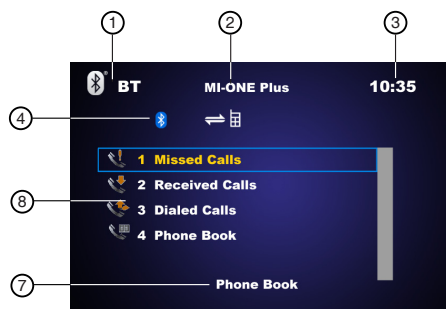 1 2 3
BT MI-ONE Plus 10:35
4
1 Missed Calls
2 Received Calls
8
3 Dialed Calls
4 Phone Book
7 Phone Book